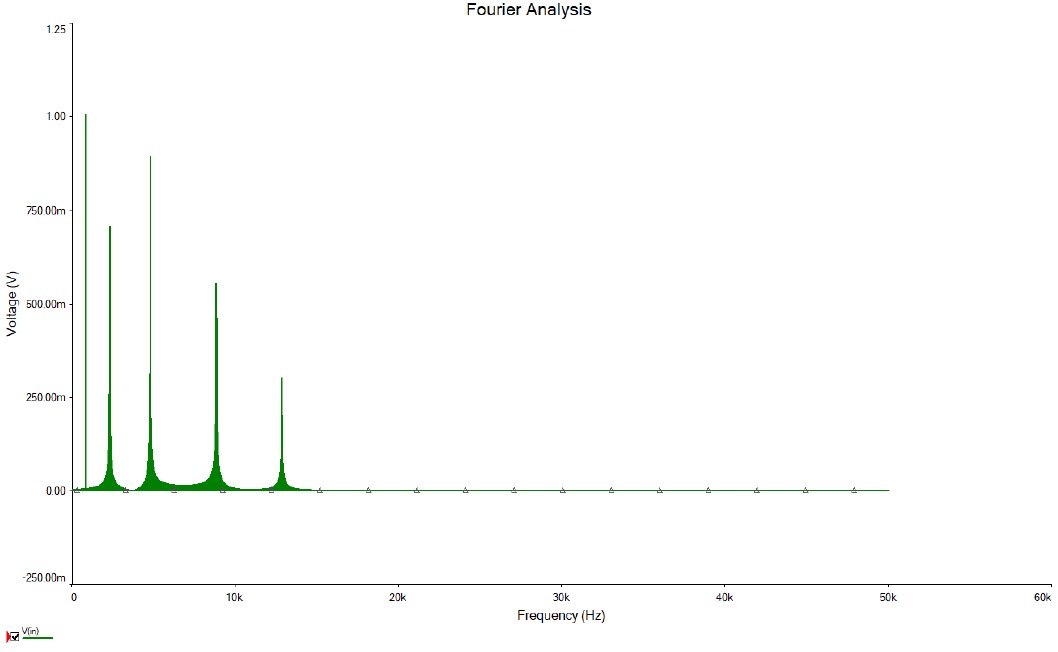 Fourier Analysis
1.25
1.00
750.00m
500.00m
250.00m
0.00
-250.00m
Voltage (V)
0 10k 20k 30k 40k 50k 60k
Frequency (Hz)
V(in)